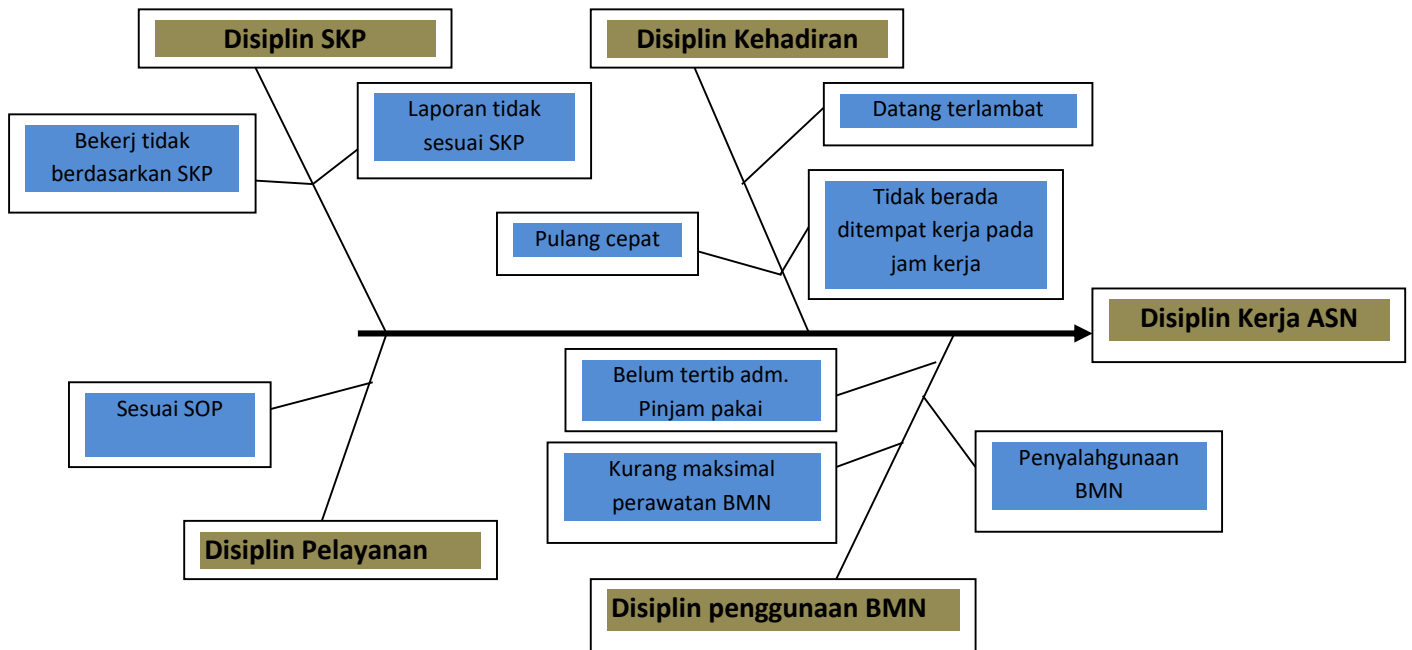 Disiplin SKP
Disiplin Kehadiran
Laporan tidak
sesuai SKP
Datang terlambat
Bekerj tidak
berdasarkan SKP
Tidak berada
ditempat kerja pada
jam kerja
Pulang cepat
Disiplin Kerja ASN
Belum tertib adm.
Pinjam pakai
Sesuai SOP
Kurang maksimal
perawatan BMN
Penyalahgunaan
BMN
Disiplin Pelayanan
Disiplin penggunaan BMN